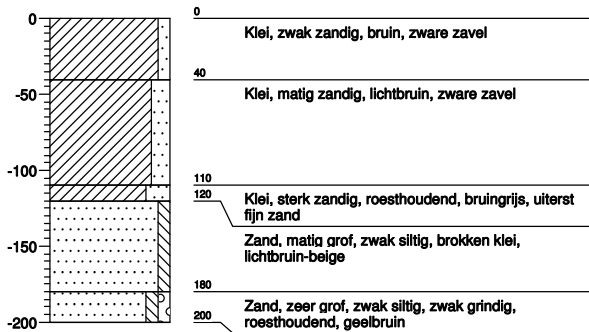 0
0
Klei, zwak zandig, bruin, zware zavel
40
Klei, matig zandig, lichtbruin, zware zavel
-50
-100
110
Klei, sterk zandig, roesthoudend, bruingrijs, uiterst
fijn zand
120
Zand, matig grof, zwak siltig, brokken klei,
lichtbruin-beige
-150
180
Zand, zeer grof, zwak siltig, zwak grindig,
roesthoudend, geelbruin
-200
200